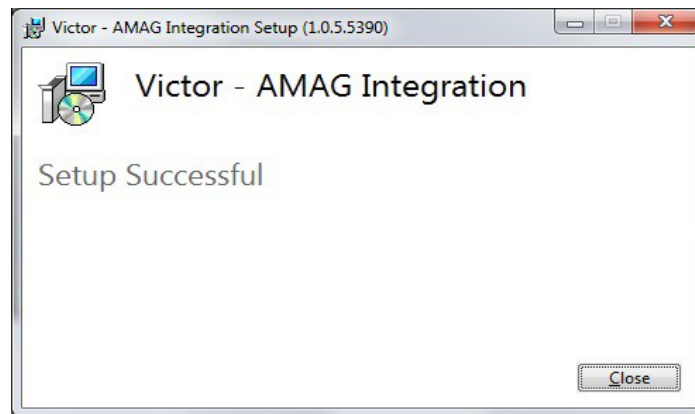 Victor - AMAG Integration Setup (1.0.5.5390)
Victor - AMAG Integration
Setup Successful
Close